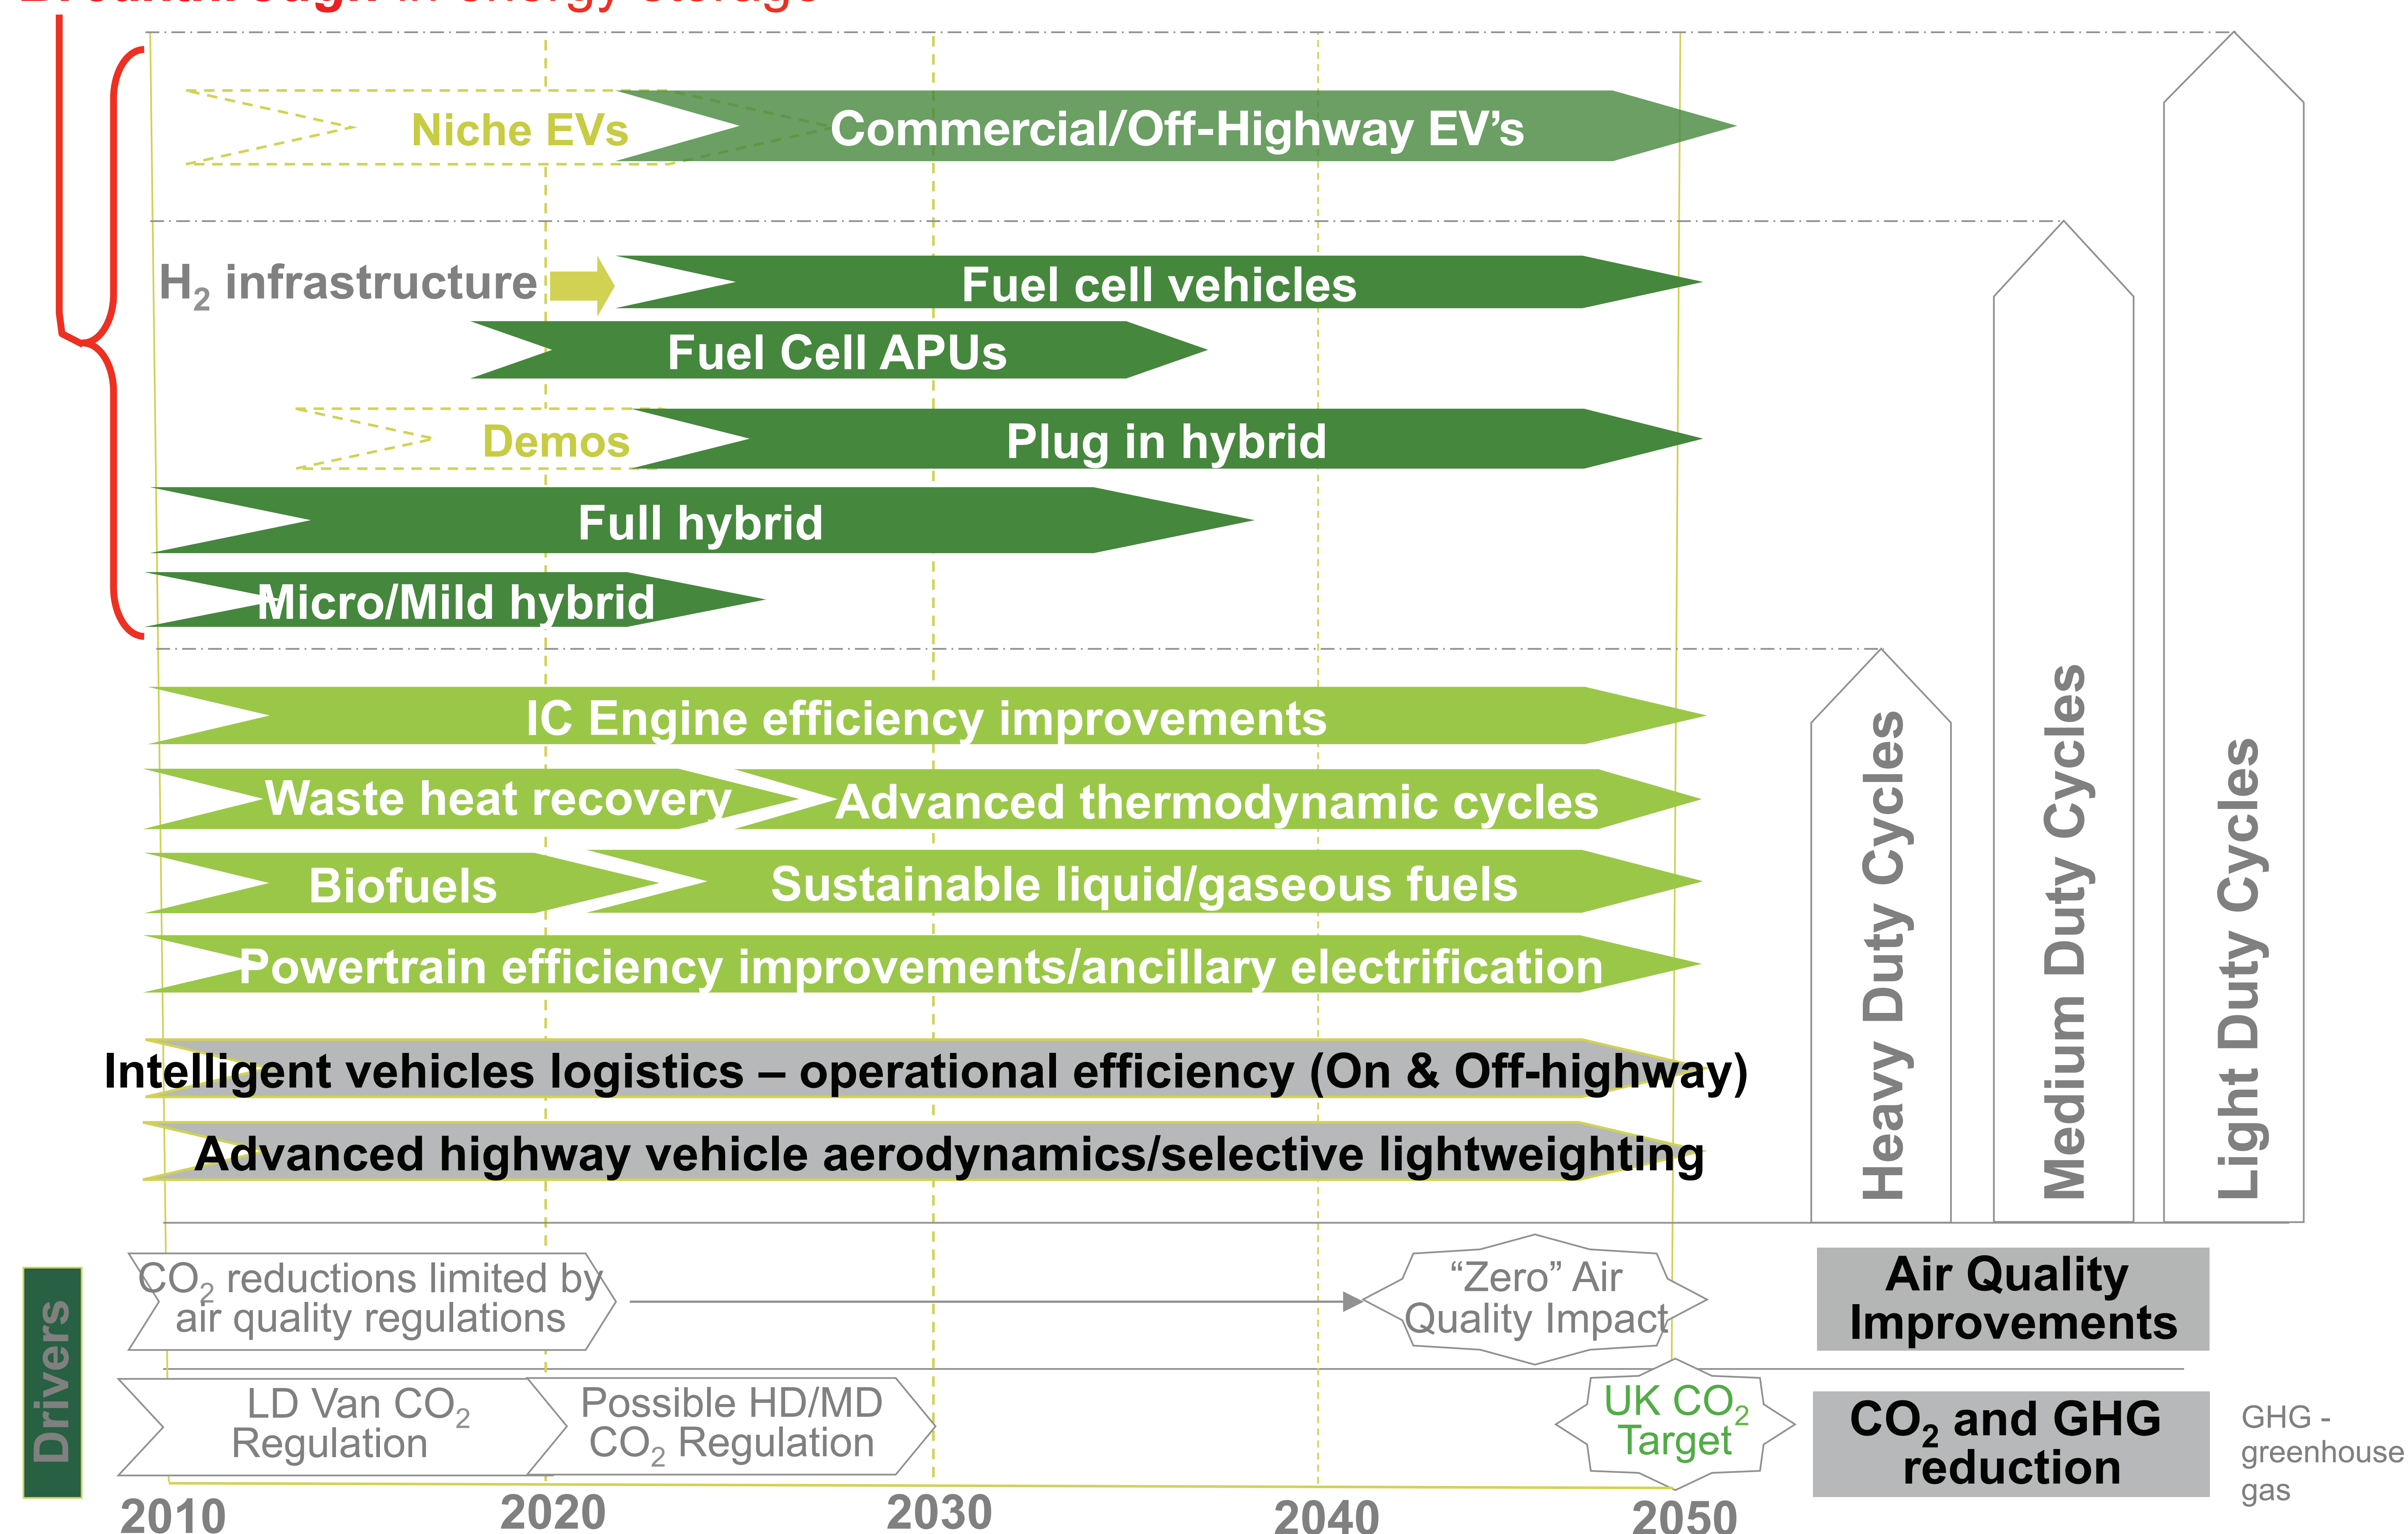 Breakthrough in energy storage
Niche EVs
Commercial/Off-Highway EV’s
H₂ infrastructure
Fuel cell vehicles
Fuel Cell APUs
Demos
Plug in hybrid
Full hybrid
Micro/Mild hybrid
IC Engine efficiency improvements
Waste heat recovery
Advanced thermodynamic cycles
Biofuels
Sustainable liquid/gaseous fuels
Powertrain efficiency improvements/ancillary electrification
Intelligent vehicles logistics – operational efficiency (On & Off-highway)
Advanced highway vehicle aerodynamics/selective lightweighting
Heavy Duty Cycles
Medium Duty Cycles
Light Duty Cycles
Drivers
CO₂ reductions limited by
air quality regulations
“Zero” Air
Quality Impact
Air Quality
Improvements
LD Van CO₂
Regulation
Possible HD/MD
CO₂ Regulation
UK CO₂
Target
CO₂ and GHG
reduction
GHG -
greenhouse
gas
2010
2020
2030
2040
2050